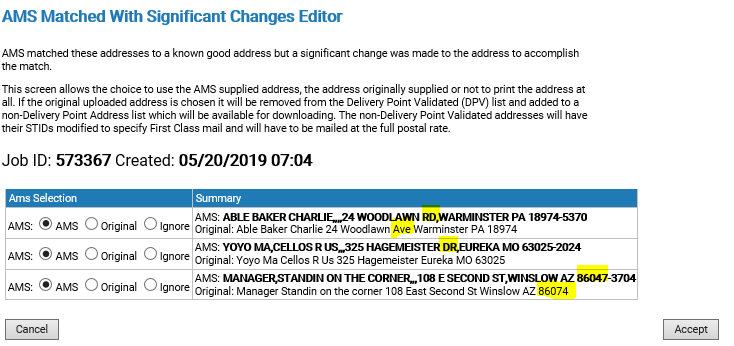 AMS Matched With Significant Changes Editor
AMS matched these addresses to a known good address but a significant change was made to the address to accomplish
the match.
This screen allows the choice to use the AMS supplied address, the address originally supplied or not to print the address at
all. If the original uploaded address is chosen it will be removed from the Delivery Point Validated (DPV) list and added to a
non-Delivery Point Address list which will be available for downloading. The non-Delivery Point Validated addresses will have
their STIDs modified to specify First Class mail and will have to be mailed at the full postal rate.
Job ID: 573367 Created: 05/20/2019 07:04
Ams Selection Summary
AMS: AMS Original Ignore
AMS: ABLE BAKER CHARLIE,,,,24 WOODLAWN RD,WARMINSTER PA 18974-5370
Original: Able Baker Charlie 24 Woodlawn Ave Warminster PA 18974
AMS: AMS Original Ignore
AMS: YOYO MA,CELLOS R US,,,325 HAGEMEISTER DR,EUREKA MO 63025-2024
Original: Yoyo Ma Cellos R Us 325 Hagemeister Eureka MO 63025
AMS: AMS Original Ignore
AMS: MANAGER,STANDIN ON THE CORNER,,,108 E SECOND ST,WINSLOW AZ 86047-3704
Original: Manager Standin on the corner 108 East Second St Winslow AZ 86074
Cancel Accept